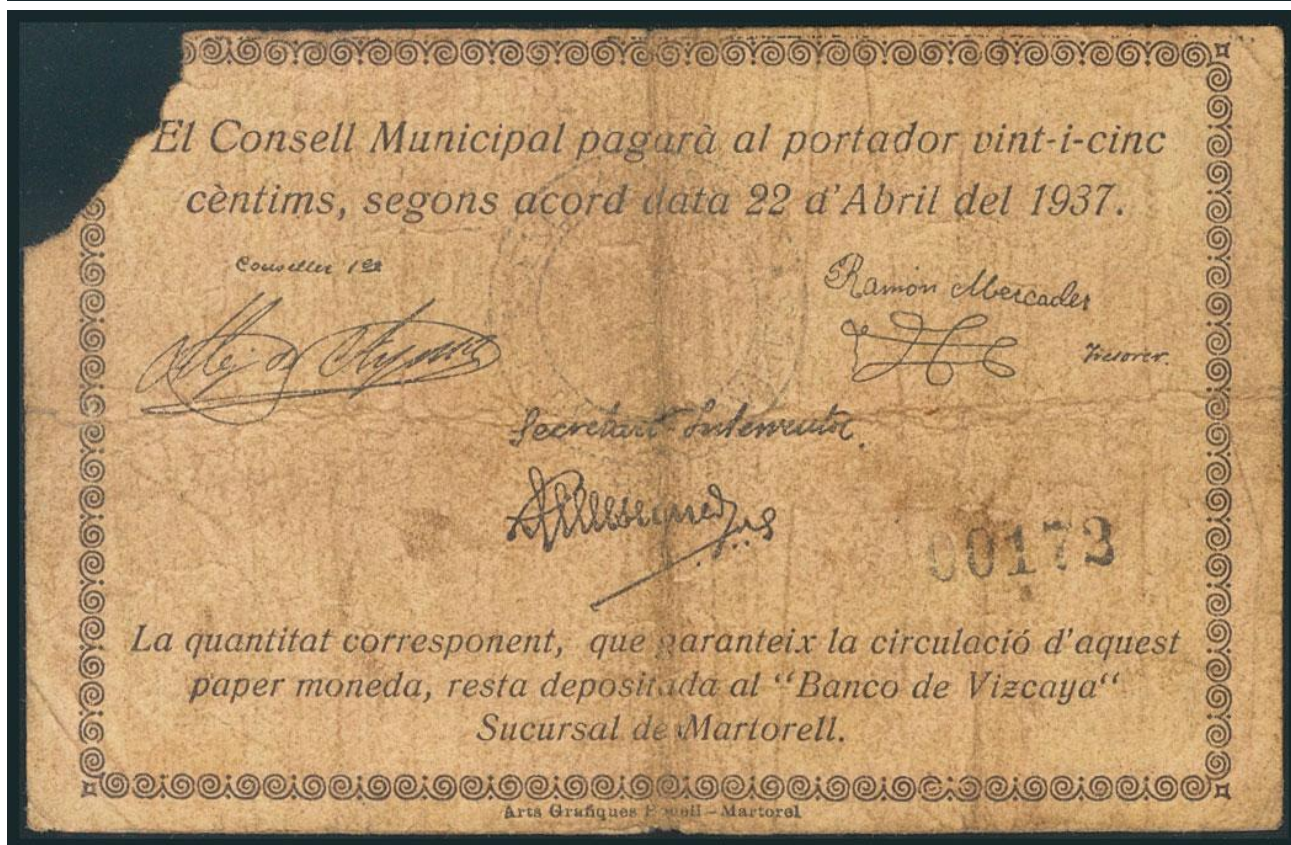 El Consell Municipal pagarà al portador vint-i-cinc
cèntims, segons acord data 22 d'Abril del 1937.
Conseller 1er
Ramón Mercader
Tresorer.
Secretari Interventor.
00173
La quantitat corresponent, que garanteix la circulació d'aquest
paper moneda, resta depositada al “Banco de Vizcaya“
Sucursal de Martorell.
Arts Grafiques - Martorel